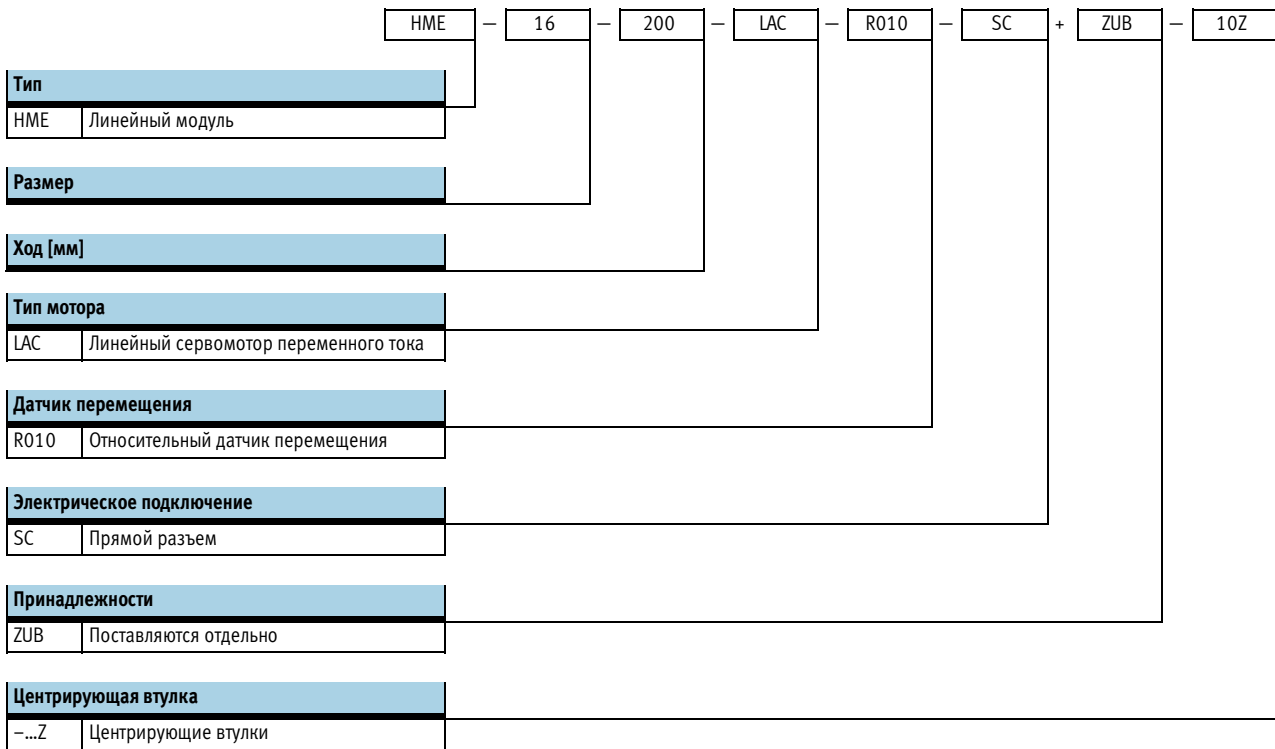 HME – 16 – 200 – LAC – R010 – SC + ZUB – 10Z
Тип
HME Линейный модуль
Размер
Ход [мм]
Тип мотора
LAC Линейный сервомотор переменного тока
Датчик перемещения
R010 Относительный датчик перемещения
Электрическое подключение
SC Прямой разъем
Принадлежности
ZUB Поставляются отдельно
Центрирующая втулка
–...Z Центрирующие втулки